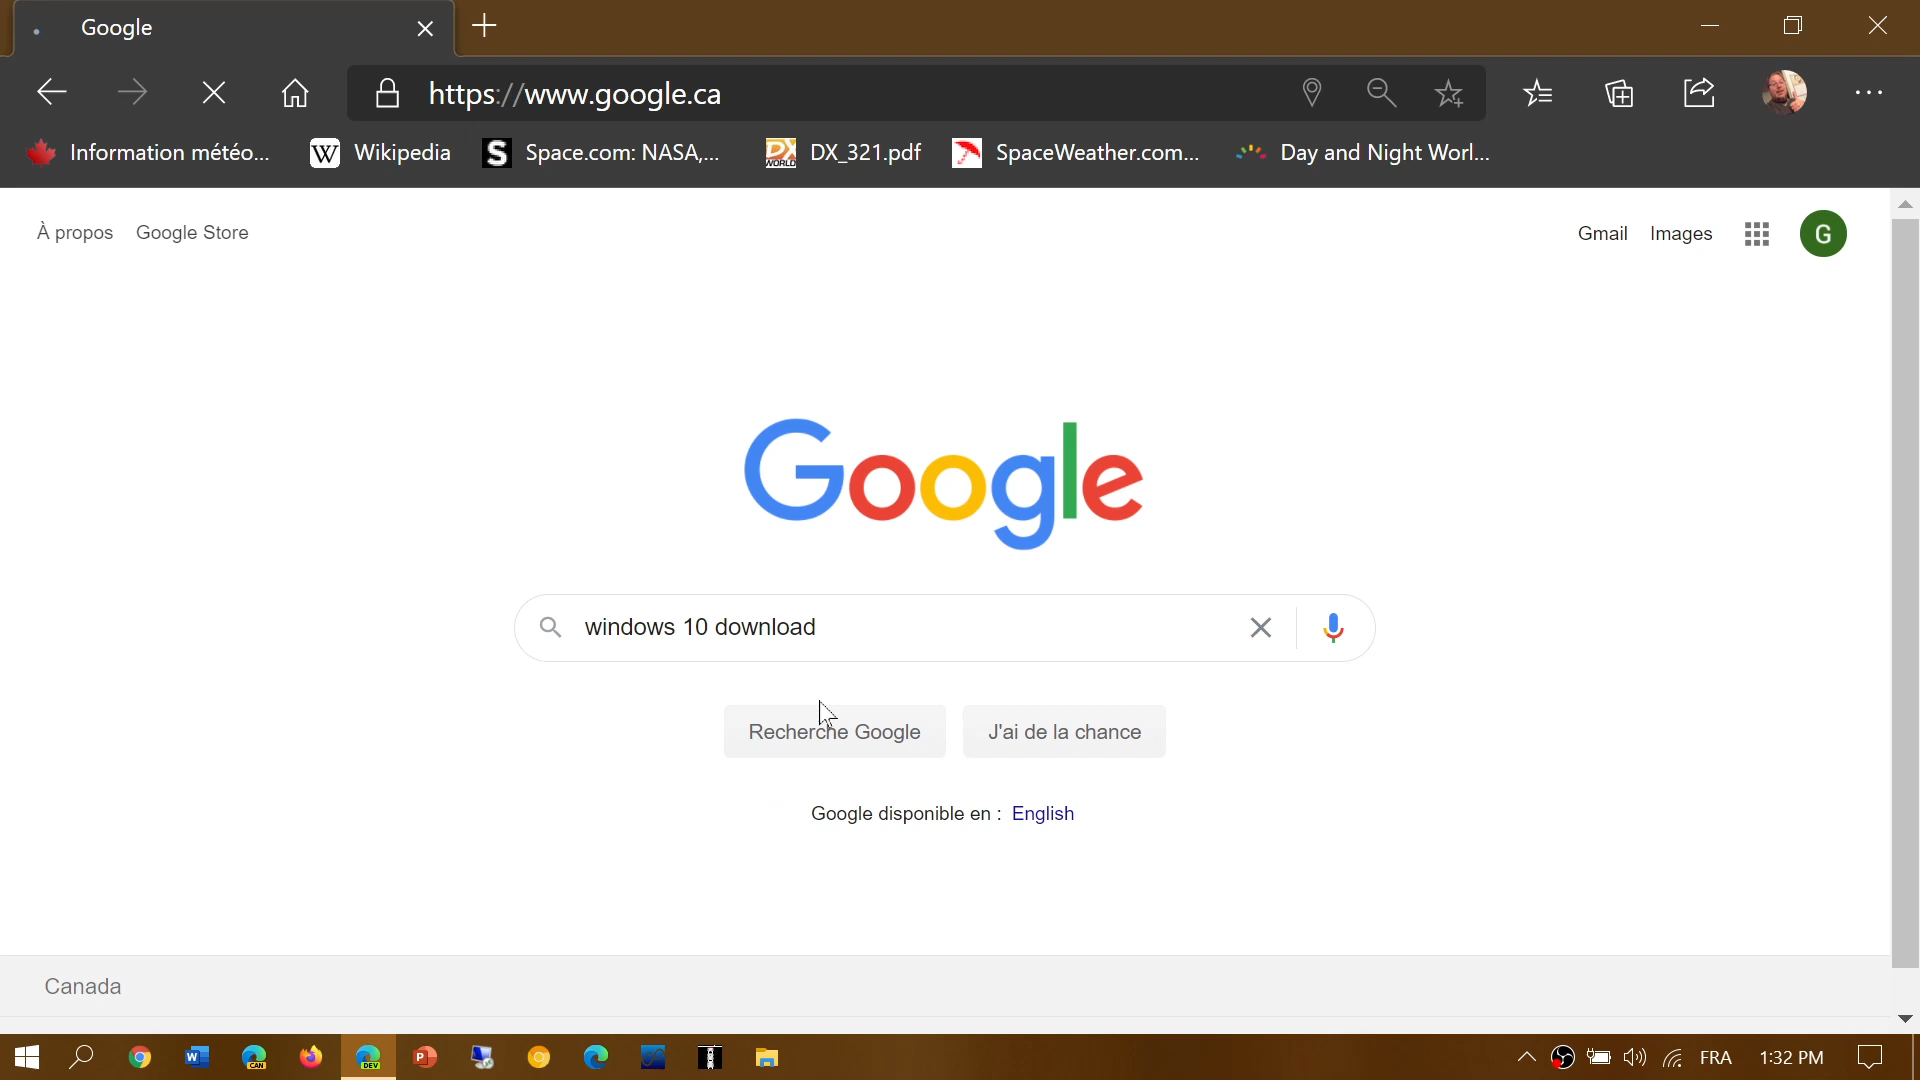 Google
https://www.google.ca
Information météo...
Wikipedia
Space.com: NASA,...
DX_321.pdf
SpaceWeather.com...
Day and Night Worl...
À propos
Google Store
Gmail
Images
G
Google
windows 10 download
Recherche Google
J'ai de la chance
Google disponible en : English
Canada
CAN
DEV
FRA
1:32 PM